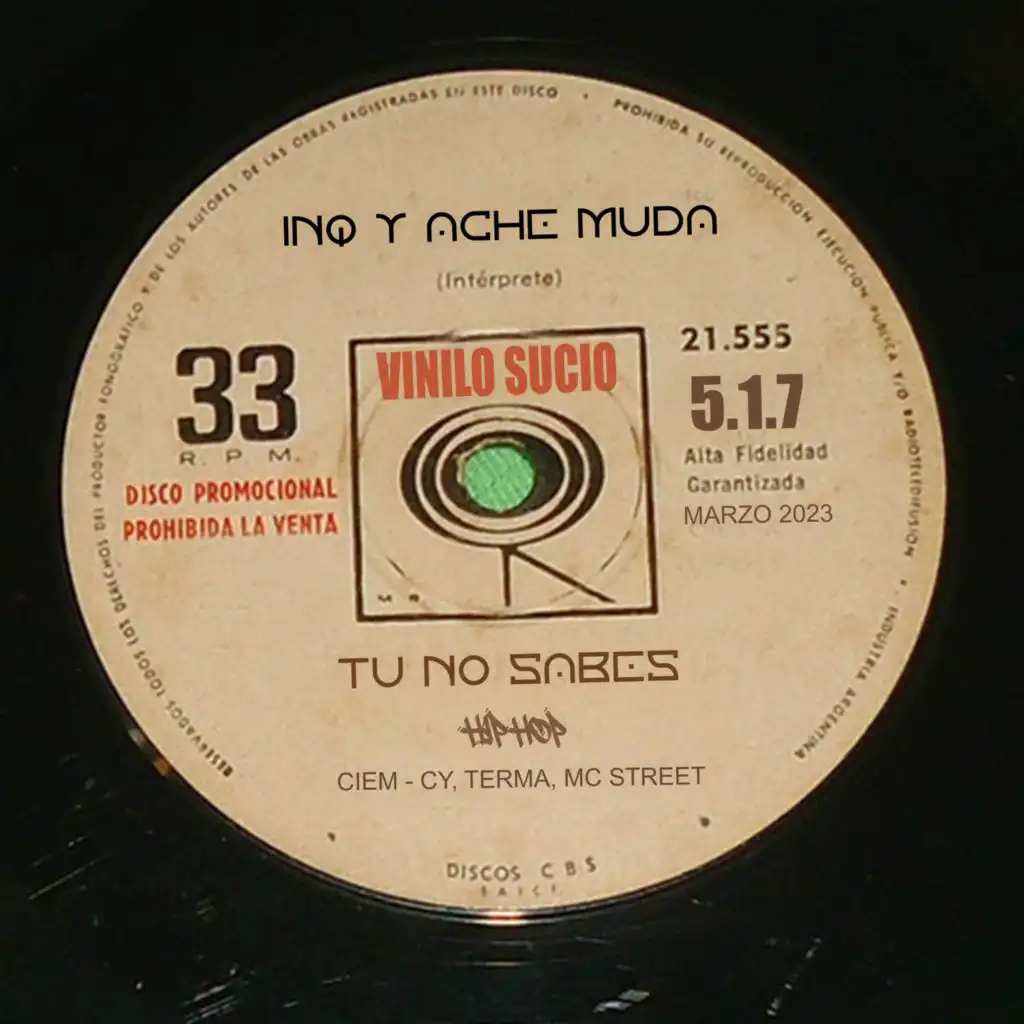 RESERVADOS TODOS LOS DERECHOS DEL PRODUCTOR FONOGRAFICO Y DE LOS AUTORES DE LAS OBRAS REGISTRADAS EN ESTE DISCO • PROHIBIDA SU REPRODUCCION EJECUCION PUBLICA Y/O RADIOTELEDIFUSION • INDUSTRIA ARGENTINA
INQ Y ACHE MUDA
(Intérprete)
33
R. P. M.
DISCO PROMOCIONAL
PROHIBIDA LA VENTA
VINILO SUCIO
21.555
5.1.7
Alta Fidelidad
Garantizada
MARZO 2023
TU NO SABES
HIP HOP
CIEM - CY, TERMA, MC STREET
DISCOS CBS